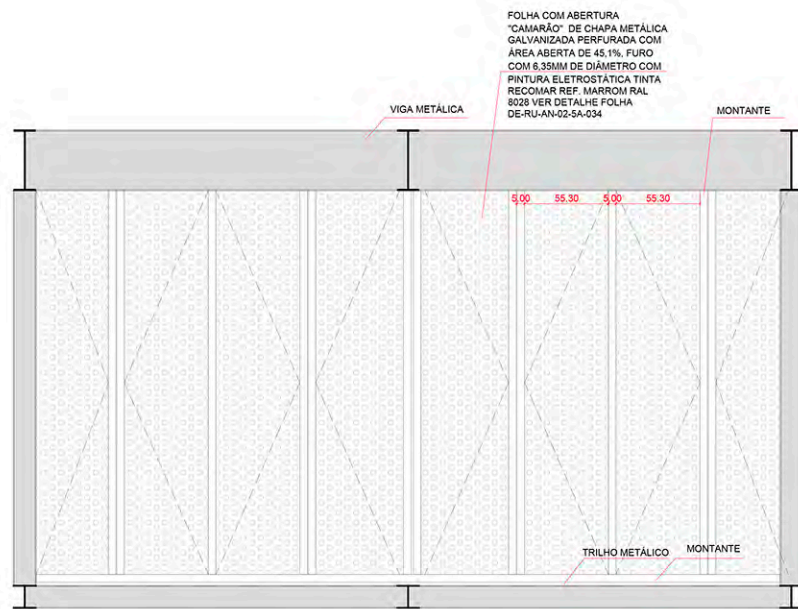 FOLHA COM ABERTURA
"CAMARÃO" DE CHAPA METÁLICA
GALVANIZADA PERFURADA COM
ÁREA ABERTA DE 45,1%, FURO
COM 6,35MM DE DIÂMETRO COM
PINTURA ELETROSTÁTICA TINTA
RECOMAR REF. MARROM RAL
8028 VER DETALHE FOLHA
DE-RU-AN-02-5A-034
VIGA METÁLICA
MONTANTE
5.00 55.30 5.00 55.30
TRILHO METÁLICO
MONTANTE